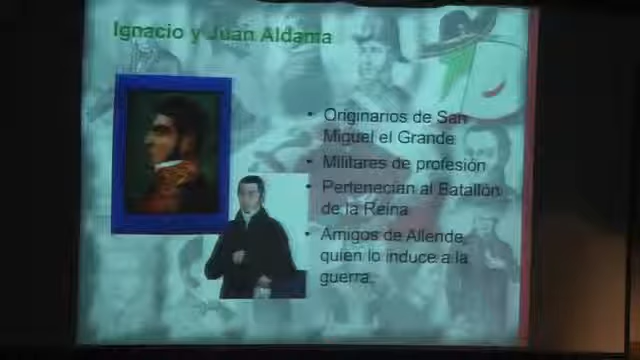 Ignacio y Juan Aldama
• Originarios de San
Miguel el Grande
• Militares de profesión
• Pertenecían al Batallón
de la Reina
• Amigos de Allende,
quien lo induce a la
guerra.